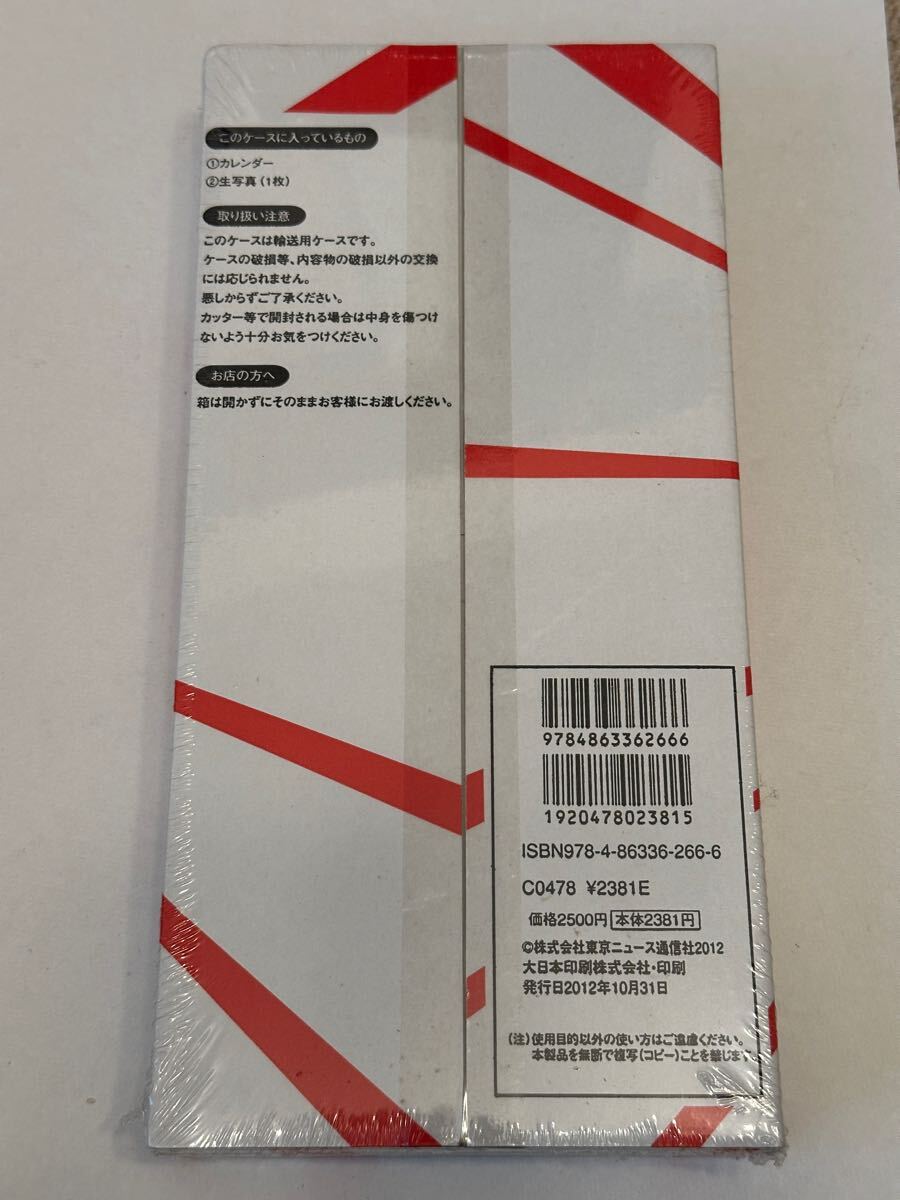 このケースに入っているもの
①カレンダー
②生写真(1枚)
取り扱い注意
このケースは輸送用ケースです。
ケースの破損等、内容物の破損以外の交換
には応じられません。
悪しからずご了承ください。
カッター等で開封される場合は中身を傷つけ
ないよう十分お気をつけください。
お店の方へ
箱は開かずにそのままお客様にお渡しください。
9784863362666
1920478023815
ISBN978-4-86336-266-6
C0478 ¥2381E
価格2500円 本体2381円
©株式会社東京ニュース通信社2012
大日本印刷株式会社・印刷
発行日2012年10月31日
(注)使用目的以外の使い方はご遠慮ください。
本製品を無断で複写(コピー)ことを禁じます。